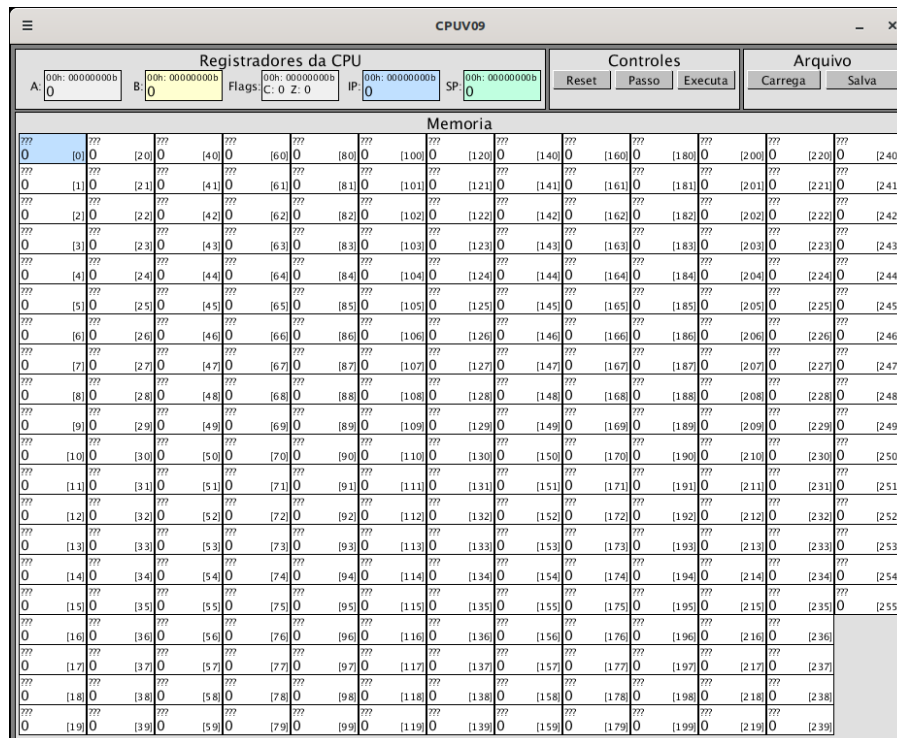 CPUV09
Registradores da CPU Controles Arquivo
00h: 00000000b 00h: 00000000b 00h: 00000000b 00h: 00000000b 00h: 00000000b
A: 0 B: 0 Flags: C: 0 Z: 0 IP: 0 SP: 0 Reset Passo Executa Carrega Salva
Memoria
??? ??? ??? ??? ??? ??? ??? ??? ??? ??? ??? ??? ???
0 [0] 0 [20] 0 [40] 0 [60] 0 [80] 0 [100] 0 [120] 0 [140] 0 [160] 0 [180] 0 [200] 0 [220] 0 [240
??? ??? ??? ??? ??? ??? ??? ??? ??? ??? ??? ??? ???
0 [1] 0 [21] 0 [41] 0 [61] 0 [81] 0 [101] 0 [121] 0 [141] 0 [161] 0 [181] 0 [201] 0 [221] 0 [241
??? ??? ??? ??? ??? ??? ??? ??? ??? ??? ??? ??? ???
0 [2] 0 [22] 0 [42] 0 [62] 0 [82] 0 [102] 0 [122] 0 [142] 0 [162] 0 [182] 0 [202] 0 [222] 0 [242
??? ??? ??? ??? ??? ??? ??? ??? ??? ??? ??? ??? ???
0 [3] 0 [23] 0 [43] 0 [63] 0 [83] 0 [103] 0 [123] 0 [143] 0 [163] 0 [183] 0 [203] 0 [223] 0 [243
??? ??? ??? ??? ??? ??? ??? ??? ??? ??? ??? ??? ???
0 [4] 0 [24] 0 [44] 0 [64] 0 [84] 0 [104] 0 [124] 0 [144] 0 [164] 0 [184] 0 [204] 0 [224] 0 [244
??? ??? ??? ??? ??? ??? ??? ??? ??? ??? ??? ??? ???
0 [5] 0 [25] 0 [45] 0 [65] 0 [85] 0 [105] 0 [125] 0 [145] 0 [165] 0 [185] 0 [205] 0 [225] 0 [245
??? ??? ??? ??? ??? ??? ??? ??? ??? ??? ??? ??? ???
0 [6] 0 [26] 0 [46] 0 [66] 0 [86] 0 [106] 0 [126] 0 [146] 0 [166] 0 [186] 0 [206] 0 [226] 0 [246
??? ??? ??? ??? ??? ??? ??? ??? ??? ??? ??? ??? ???
0 [7] 0 [27] 0 [47] 0 [67] 0 [87] 0 [107] 0 [127] 0 [147] 0 [167] 0 [187] 0 [207] 0 [227] 0 [247
??? ??? ??? ??? ??? ??? ??? ??? ??? ??? ??? ??? ???
0 [8] 0 [28] 0 [48] 0 [68] 0 [88] 0 [108] 0 [128] 0 [148] 0 [168] 0 [188] 0 [208] 0 [228] 0 [248
??? ??? ??? ??? ??? ??? ??? ??? ??? ??? ??? ??? ???
0 [9] 0 [29] 0 [49] 0 [69] 0 [89] 0 [109] 0 [129] 0 [149] 0 [169] 0 [189] 0 [209] 0 [229] 0 [249
??? ??? ??? ??? ??? ??? ??? ??? ??? ??? ??? ??? ???
0 [10] 0 [30] 0 [50] 0 [70] 0 [90] 0 [110] 0 [130] 0 [150] 0 [170] 0 [190] 0 [210] 0 [230] 0 [250
??? ??? ??? ??? ??? ??? ??? ??? ??? ??? ??? ??? ???
0 [11] 0 [31] 0 [51] 0 [71] 0 [91] 0 [111] 0 [131] 0 [151] 0 [171] 0 [191] 0 [211] 0 [231] 0 [251
??? ??? ??? ??? ??? ??? ??? ??? ??? ??? ??? ??? ???
0 [12] 0 [32] 0 [52] 0 [72] 0 [92] 0 [112] 0 [132] 0 [152] 0 [172] 0 [192] 0 [212] 0 [232] 0 [252
??? ??? ??? ??? ??? ??? ??? ??? ??? ??? ??? ??? ???
0 [13] 0 [33] 0 [53] 0 [73] 0 [93] 0 [113] 0 [133] 0 [153] 0 [173] 0 [193] 0 [213] 0 [233] 0 [253
??? ??? ??? ??? ??? ??? ??? ??? ??? ??? ??? ??? ???
0 [14] 0 [34] 0 [54] 0 [74] 0 [94] 0 [114] 0 [134] 0 [154] 0 [174] 0 [194] 0 [214] 0 [234] 0 [254
??? ??? ??? ??? ??? ??? ??? ??? ??? ??? ??? ??? ???
0 [15] 0 [35] 0 [55] 0 [75] 0 [95] 0 [115] 0 [135] 0 [155] 0 [175] 0 [195] 0 [215] 0 [235] 0 [255
??? ??? ??? ??? ??? ??? ??? ??? ??? ??? ??? ???
0 [16] 0 [36] 0 [56] 0 [76] 0 [96] 0 [116] 0 [136] 0 [156] 0 [176] 0 [196] 0 [216] 0 [236]
??? ??? ??? ??? ??? ??? ??? ??? ??? ??? ??? ???
0 [17] 0 [37] 0 [57] 0 [77] 0 [97] 0 [117] 0 [137] 0 [157] 0 [177] 0 [197] 0 [217] 0 [237]
??? ??? ??? ??? ??? ??? ??? ??? ??? ??? ??? ???
0 [18] 0 [38] 0 [58] 0 [78] 0 [98] 0 [118] 0 [138] 0 [158] 0 [178] 0 [198] 0 [218] 0 [238]
??? ??? ??? ??? ??? ??? ??? ??? ??? ??? ??? ???
0 [19] 0 [39] 0 [59] 0 [79] 0 [99] 0 [119] 0 [139] 0 [159] 0 [179] 0 [199] 0 [219] 0 [239]